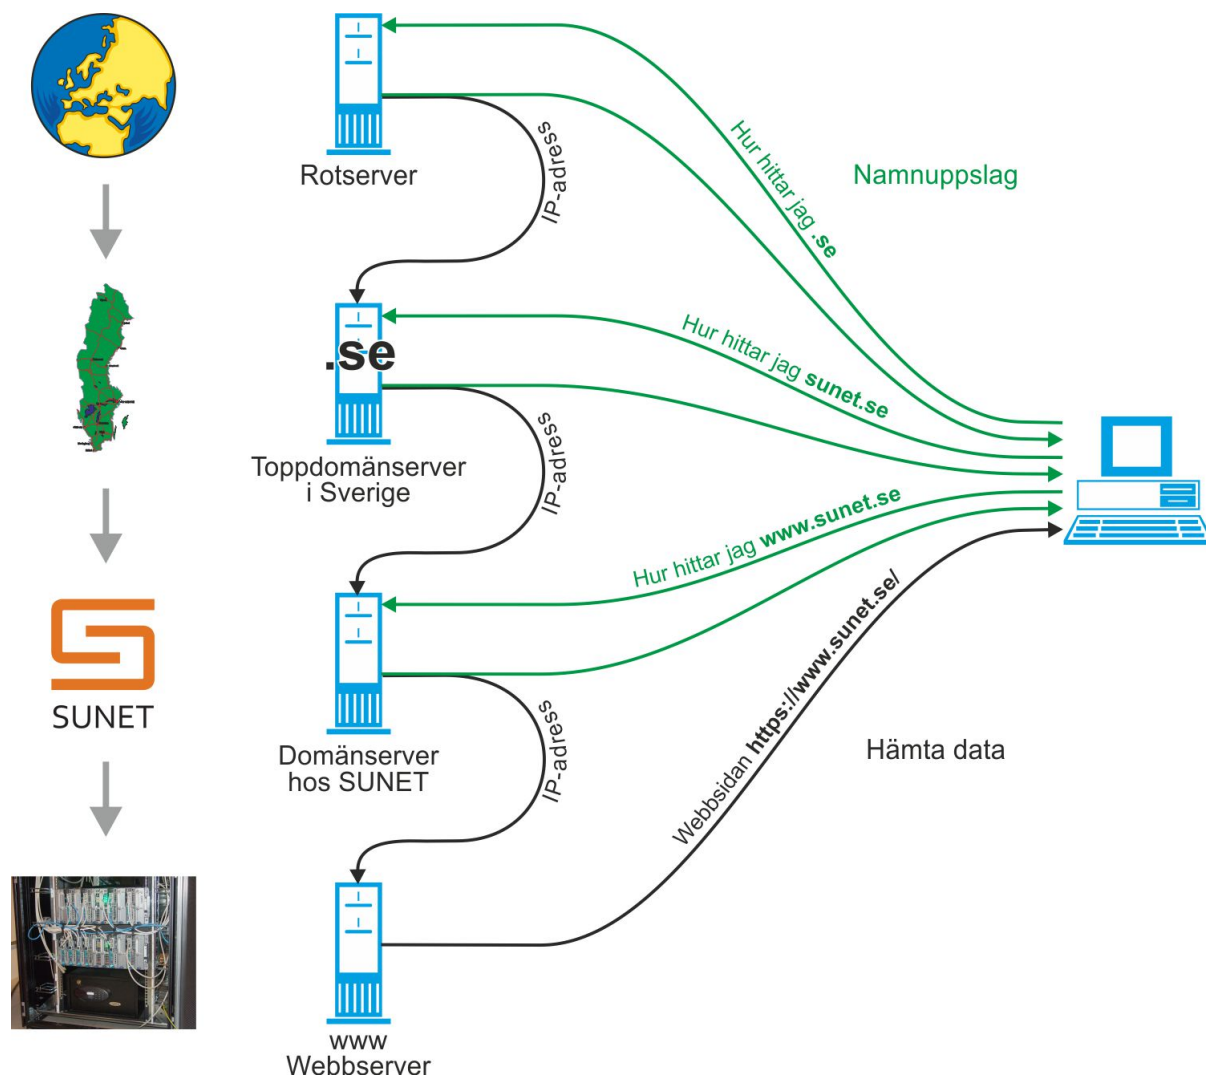 Rotserver
IP-adress
Hur hittar jag .se
Namnuppslag
.se
Toppdomänserver
i Sverige
IP-adress
Hur hittar jag sunet.se
Hur hittar jag www.sunet.se
SUNET
Domänserver
hos SUNET
IP-adress
Webbsidan https://www.sunet.se/
Hämta data
www
Webbserver